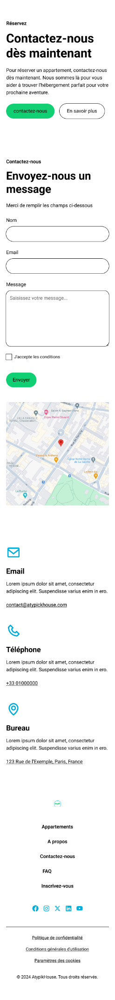 Réservez
Contactez-nous
dès maintenant
Pour réserver un appartement, contactez-nous
dès maintenant. Nous sommes là pour vous
aider à trouver l'hébergement parfait pour votre
prochaine aventure.
contactez-nous
En savoir plus
Contactez-nous
Envoyez-nous un
message
Merci de remplir les champs ci-dessous
Nom
Email
Message
Saisissez votre message...
J'accepte les conditions
Envoyer
Salon Al Sagheer Paris
VILLA DANIELLE
TORELLI (Association...
Foyer Pierre Olivaint
Rue de Dantzig
Pascal & Anthony
Église Notre Dame
de La Salette
Olivier
- HESAM...
Le Petit Gó
La Ruche
Dantzig
Rue
Email
Lorem ipsum dolor sit amet, consectetur
adipiscing elit. Suspendisse varius enim in ero.
contact@atypickhouse.com
Téléphone
Lorem ipsum dolor sit amet, consectetur
adipiscing elit. Suspendisse varius enim in ero.
+33 01000000
Bureau
Lorem ipsum dolor sit amet, consectetur
adipiscing elit. Suspendisse varius enim in ero.
123 Rue de l'Exemple, Paris, France
atypik
Appartements
A propos
Contactez-nous
FAQ
Inscrivez-vous
Politique de confidentialité
Conditions générales d'utilisation
Paramètres des cookies
© 2024 AtypikHouse. Tous droits réservés.